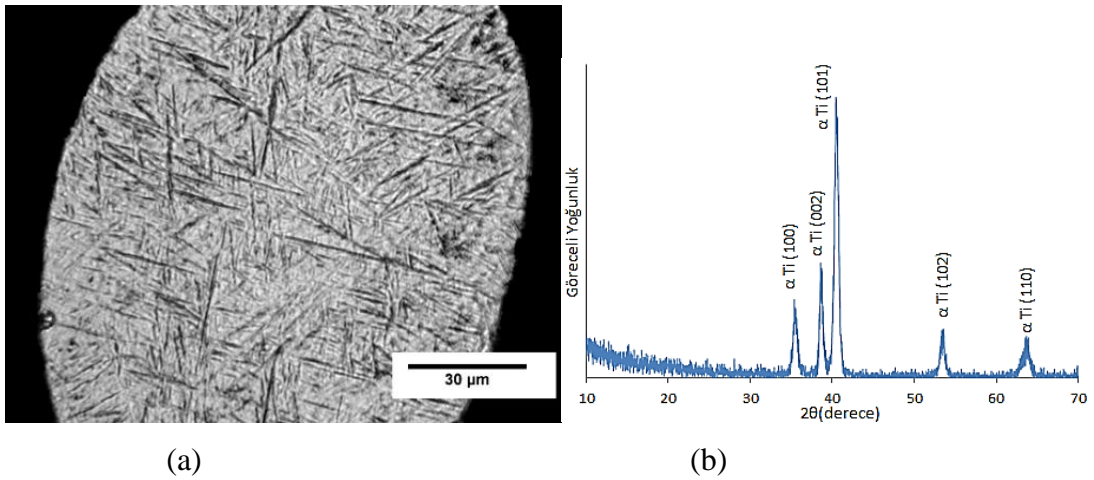 30 µm
Göreceli Yoğunluk
α Ti (100)
α Ti (002)
α Ti (101)
α Ti (102)
α Ti (110)
10
20
30
40
50
60
70
2θ(derece)
(a)
(b)